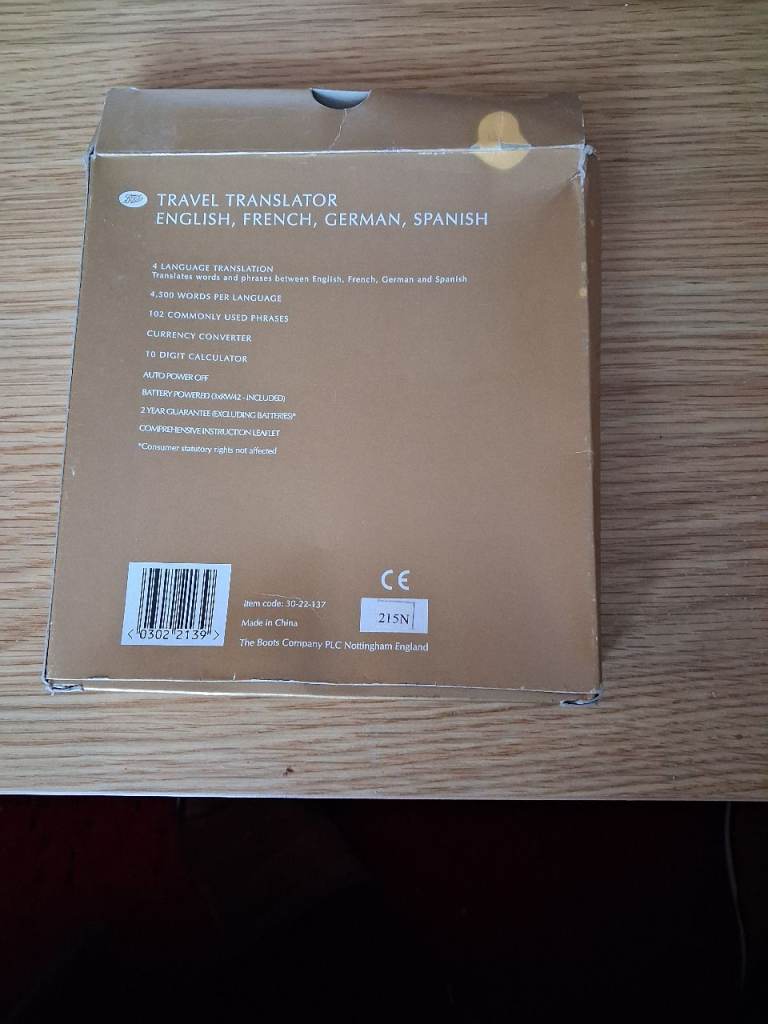 Boots
TRAVEL TRANSLATOR
ENGLISH, FRENCH, GERMAN, SPANISH
4 LANGUAGE TRANSLATION
Translates words and phrases between English, French, German and Spanish
4,500 WORDS PER LANGUAGE
102 COMMONLY USED PHRASES
CURRENCY CONVERTER
10 DIGIT CALCULATOR
AUTO POWER OFF
BATTERY POWERED (3xRW42 - INCLUDED)
2 YEAR GUARANTEE (EXCLUDING BATTERIES)*
COMPREHENSIVE INSTRUCTION LEAFLET
*Consumer statutory rights not affected
< 0302 2139 >
Item code: 30-22-137
Made in China
The Boots Company PLC Nottingham England
CE
215N